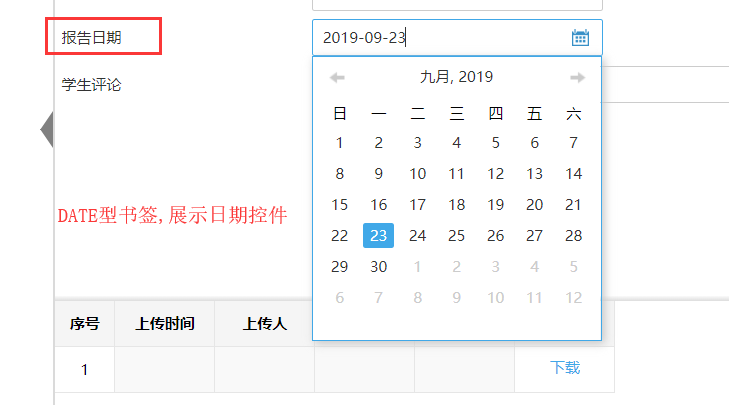 报告日期
2019-09-23
九月, 2019
学生评论
日 一 二 三 四 五 六
1 2 3 4 5 6 7
8 9 10 11 12 13 14
15 16 17 18 19 20 21
22 23 24 25 26 27 28
29 30 1 2 3 4 5
6 7 8 9 10 11 12
DATE型书签,展示日期控件
序号 上传时间 上传人
1 下载